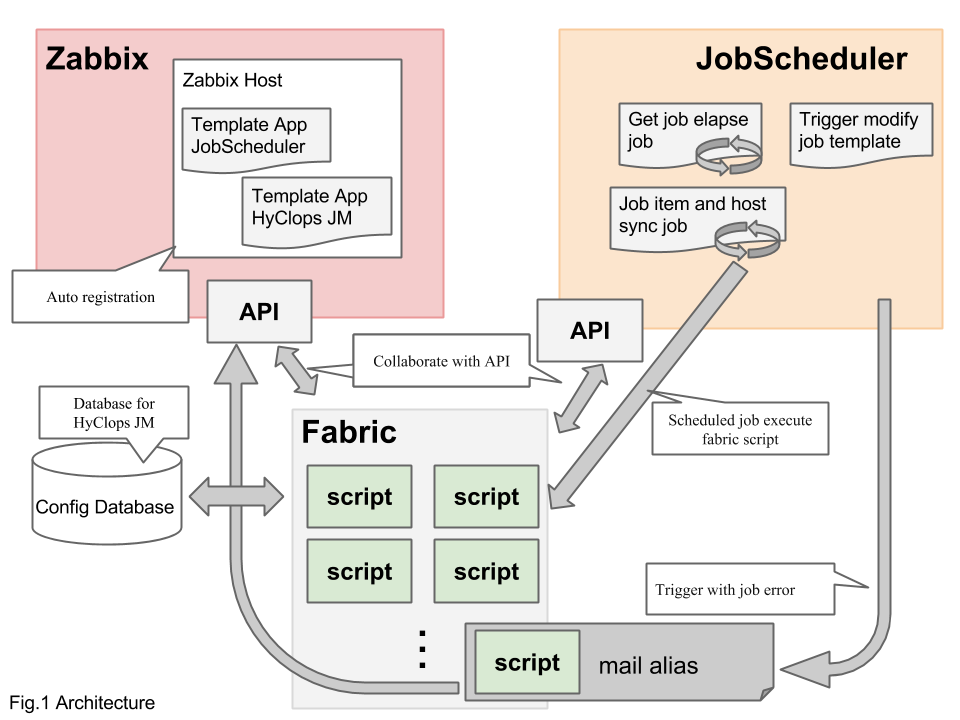 Zabbix
Zabbix Host
Template App
JobScheduler
Template App
HyClops JM
Auto registration
API
JobScheduler
Get job elapse
job
Trigger modify
job template
Job item and host
sync job
API
Collaborate with API
Scheduled job execute
fabric script
Database for
HyClops JM
Config Database
Fabric
script
script
script
script
Trigger with job error
script
mail alias
Fig.1 Architecture